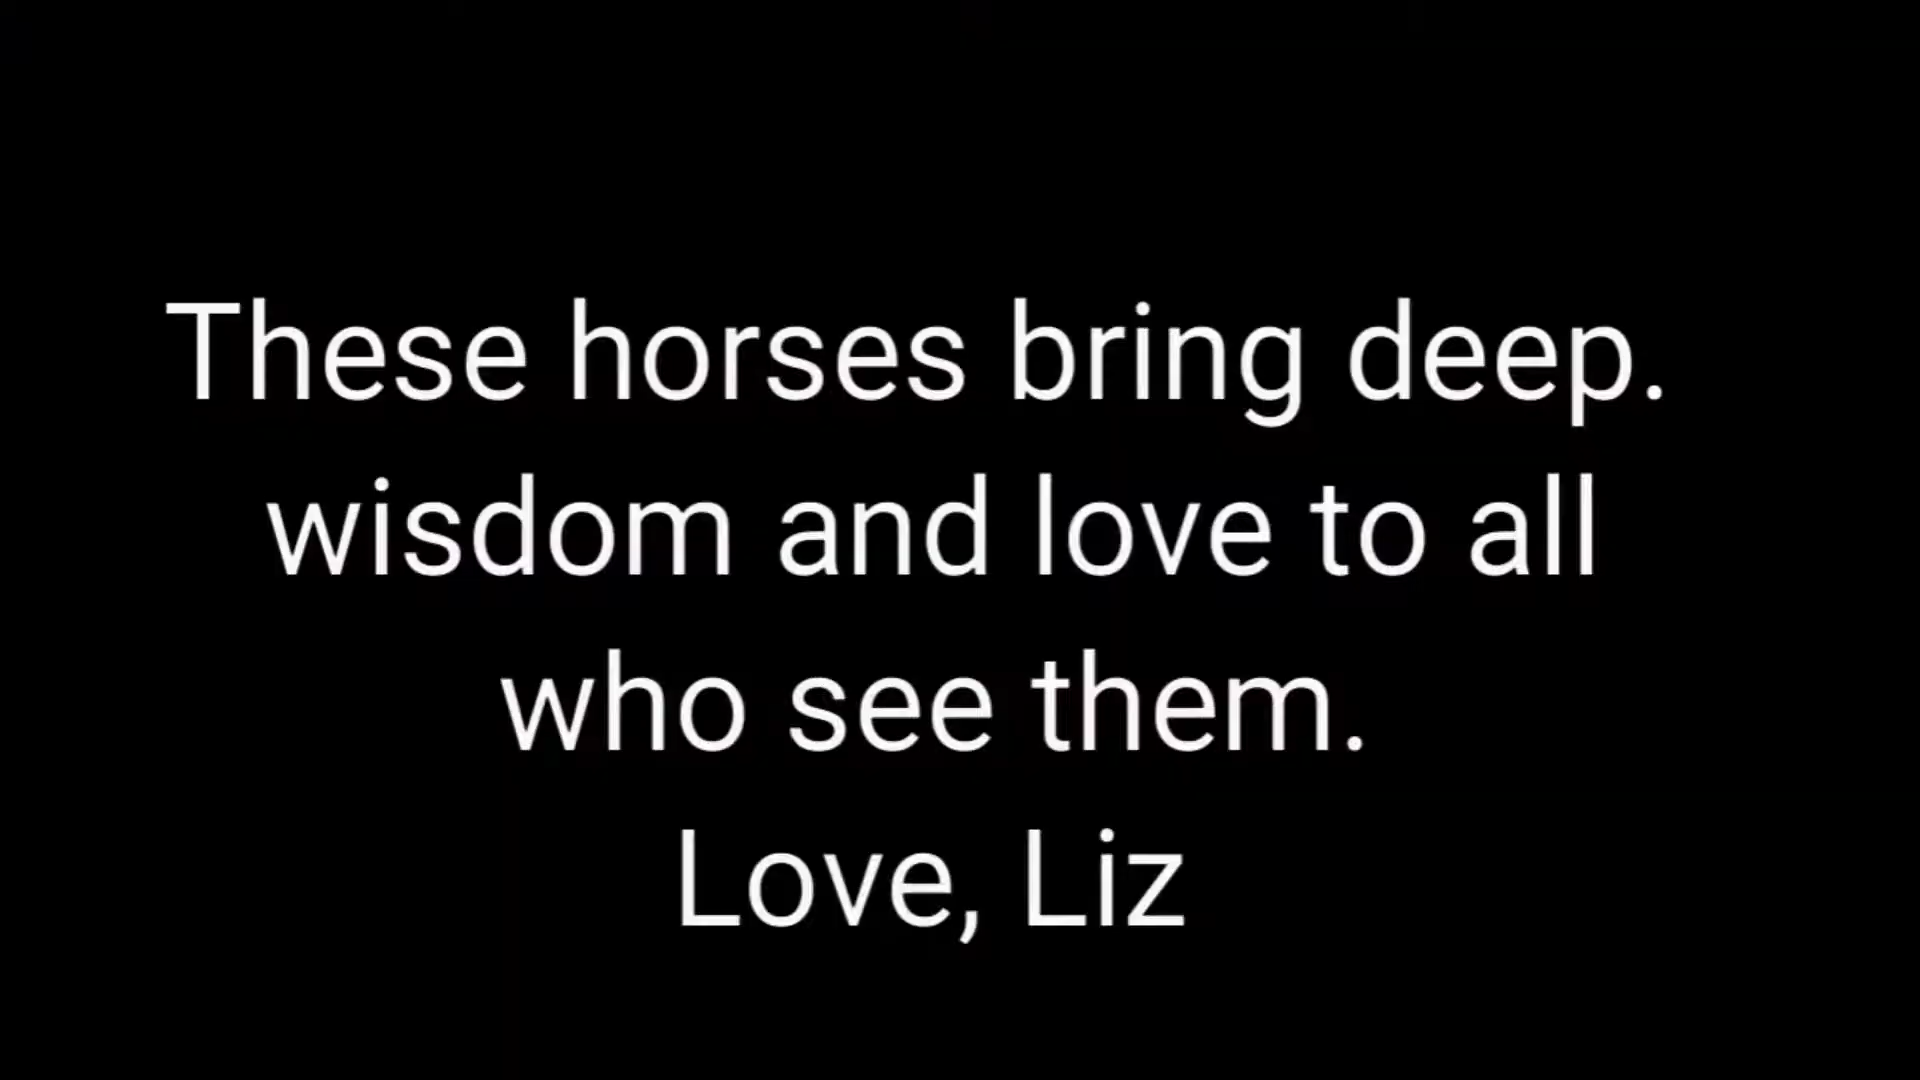 These horses bring deep.
wisdom and love to all
who see them.
Love, Liz